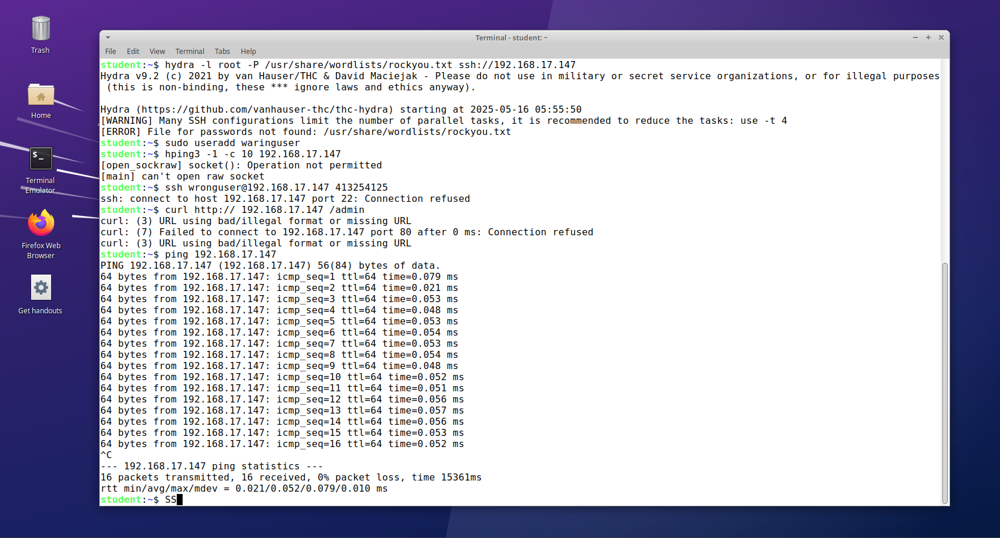 Trash
Home
Terminal
Emulator
Firefox Web
Browser
Get handouts
Terminal - student: ~
File Edit View Terminal Tabs Help
student:~$ hydra -l root -P /usr/share/wordlists/rockyou.txt ssh://192.168.17.147
Hydra v9.2 (c) 2021 by van Hauser/THC & David Maciejak - Please do not use in military or secret service organizations, or for illegal purposes
 (this is non-binding, these *** ignore laws and ethics anyway).
Hydra (https://github.com/vanhauser-thc/thc-hydra) starting at 2025-05-16 05:55:50
[WARNING] Many SSH configurations limit the number of parallel tasks, it is recommended to reduce the tasks: use -t 4
[ERROR] File for passwords not found: /usr/share/wordlists/rockyou.txt
student:~$ sudo useradd waringuser
student:~$ hping3 -1 -c 10 192.168.17.147
[open_sockraw] socket(): Operation not permitted
[main] can't open raw socket
student:~$ ssh wronguser@192.168.17.147 413254125
ssh: connect to host 192.168.17.147 port 22: Connection refused
student:~$ curl http:// 192.168.17.147 /admin
curl: (3) URL using bad/illegal format or missing URL
curl: (7) Failed to connect to 192.168.17.147 port 80 after 0 ms: Connection refused
curl: (3) URL using bad/illegal format or missing URL
student:~$ ping 192.168.17.147
PING 192.168.17.147 (192.168.17.147) 56(84) bytes of data.
64 bytes from 192.168.17.147: icmp_seq=1 ttl=64 time=0.079 ms
64 bytes from 192.168.17.147: icmp_seq=2 ttl=64 time=0.021 ms
64 bytes from 192.168.17.147: icmp_seq=3 ttl=64 time=0.053 ms
64 bytes from 192.168.17.147: icmp_seq=4 ttl=64 time=0.048 ms
64 bytes from 192.168.17.147: icmp_seq=5 ttl=64 time=0.053 ms
64 bytes from 192.168.17.147: icmp_seq=6 ttl=64 time=0.054 ms
64 bytes from 192.168.17.147: icmp_seq=7 ttl=64 time=0.053 ms
64 bytes from 192.168.17.147: icmp_seq=8 ttl=64 time=0.054 ms
64 bytes from 192.168.17.147: icmp_seq=9 ttl=64 time=0.048 ms
64 bytes from 192.168.17.147: icmp_seq=10 ttl=64 time=0.052 ms
64 bytes from 192.168.17.147: icmp_seq=11 ttl=64 time=0.051 ms
64 bytes from 192.168.17.147: icmp_seq=12 ttl=64 time=0.056 ms
64 bytes from 192.168.17.147: icmp_seq=13 ttl=64 time=0.057 ms
64 bytes from 192.168.17.147: icmp_seq=14 ttl=64 time=0.056 ms
64 bytes from 192.168.17.147: icmp_seq=15 ttl=64 time=0.053 ms
64 bytes from 192.168.17.147: icmp_seq=16 ttl=64 time=0.052 ms
^C
--- 192.168.17.147 ping statistics ---
16 packets transmitted, 16 received, 0% packet loss, time 15361ms
rtt min/avg/max/mdev = 0.021/0.052/0.079/0.010 ms
student:~$ SS